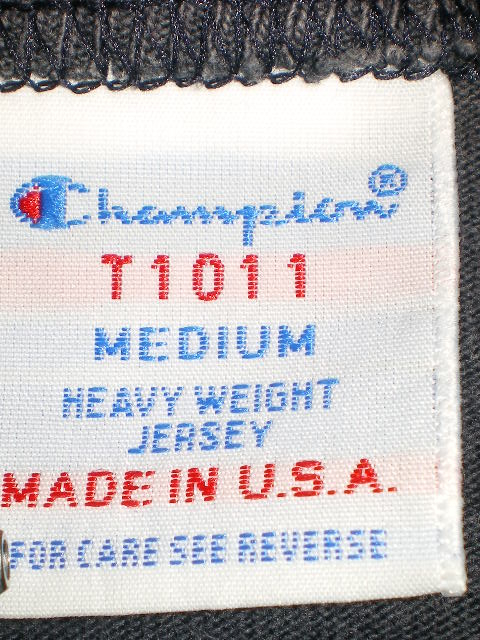 Champion®
T1011
MEDIUM
HEAVY WEIGHT
JERSEY
MADE IN U.S.A.
FOR CARE SEE REVERSE